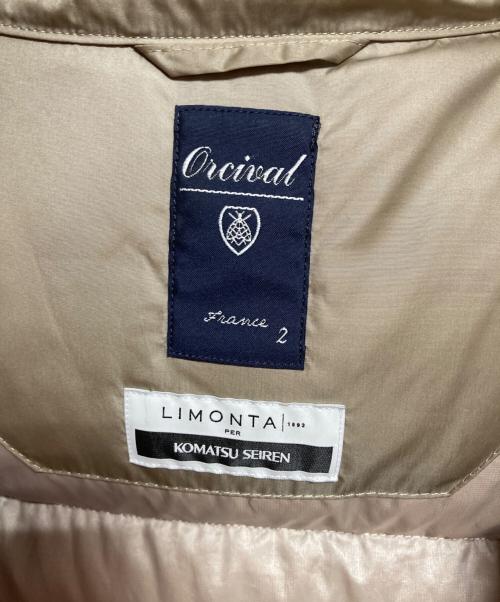 Orcival
France
2
LIMONTA 1893
PER
KOMATSU SEIREN